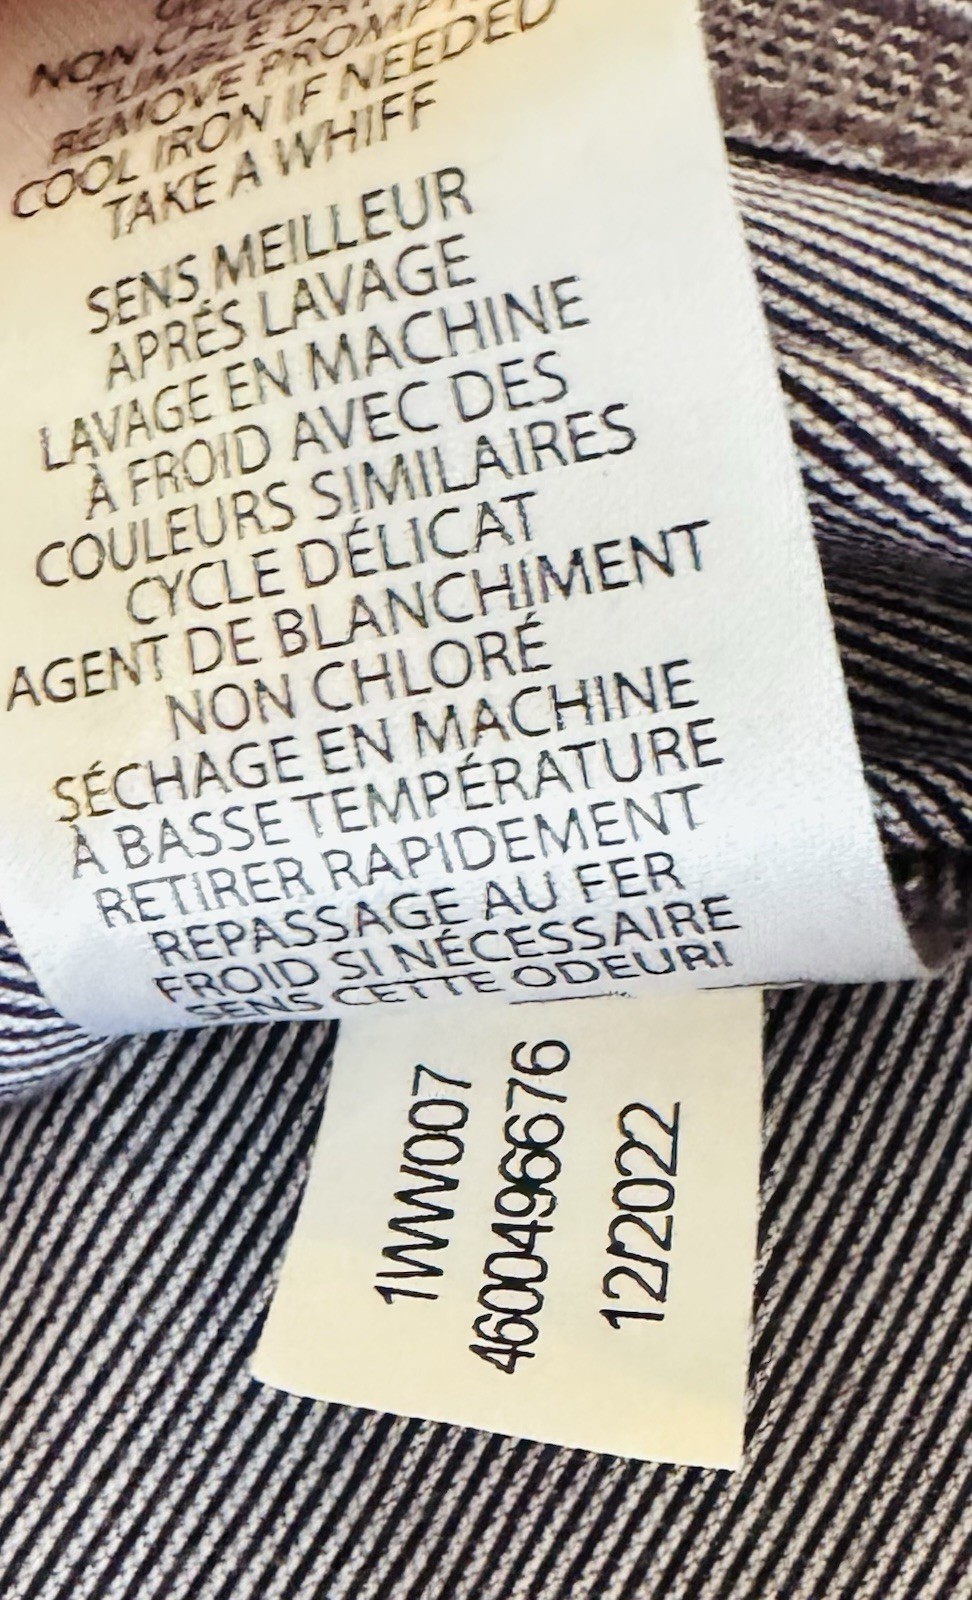 NON CHL
TUMBLE DRY
REMOVE PROMPT
COOL IRON IF NEEDED
TAKE A WHIFF
SENS MEILLEUR
APRÉS LAVAGE
LAVAGE EN MACHINE
À FROID AVEC DES
COULEURS SIMILAIRES
CYCLE DÉLICAT
AGENT DE BLANCHIMENT
NON CHLORÉ
SÉCHAGE EN MACHINE
À BASSE TEMPÉRATURE
RETIRER RAPIDEMENT
REPASSAGE AU FER
FROID SI NÉCESSAIRE
SENS CETTE ODEUR!
1WW007
4600496676
12/2022